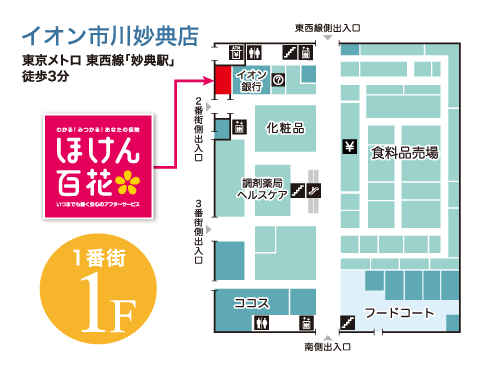 イオン市川妙典店
東京メトロ 東西線「妙典駅」
徒歩3分
わかる!みつかる!あなたの保険
ほけん
百花
いつまでも続く安心のアフターサービス
1番街
1F
東西線側出入口
ATM
イオン
銀行
2番街側出入口
化粧品
¥
食料品売場
調剤薬局
ヘルスケア
3番街側出入口
ココス
フードコート
南側出入口